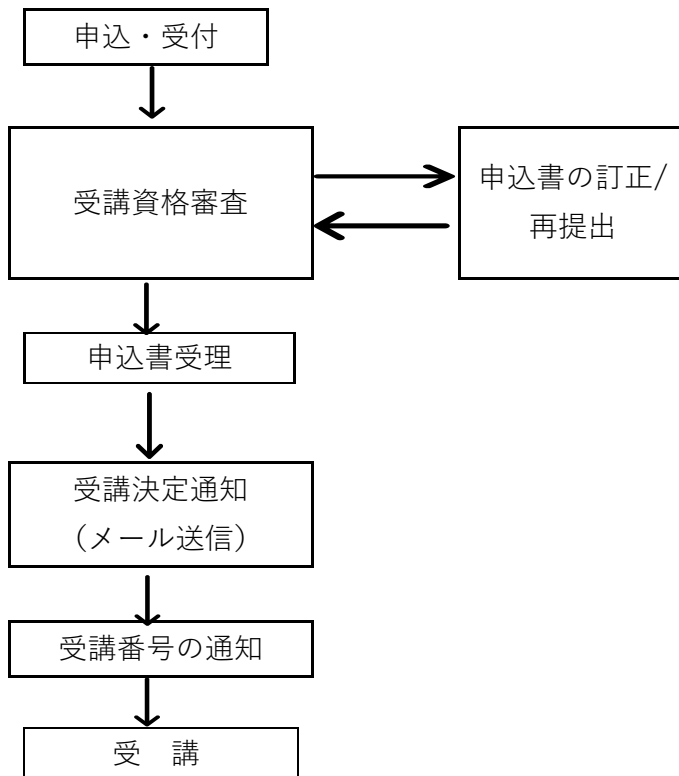 申込・受付
受講資格審査
申込書の訂正/
再提出
申込書受理
受講決定通知
(メール送信)
受講番号の通知
受　講